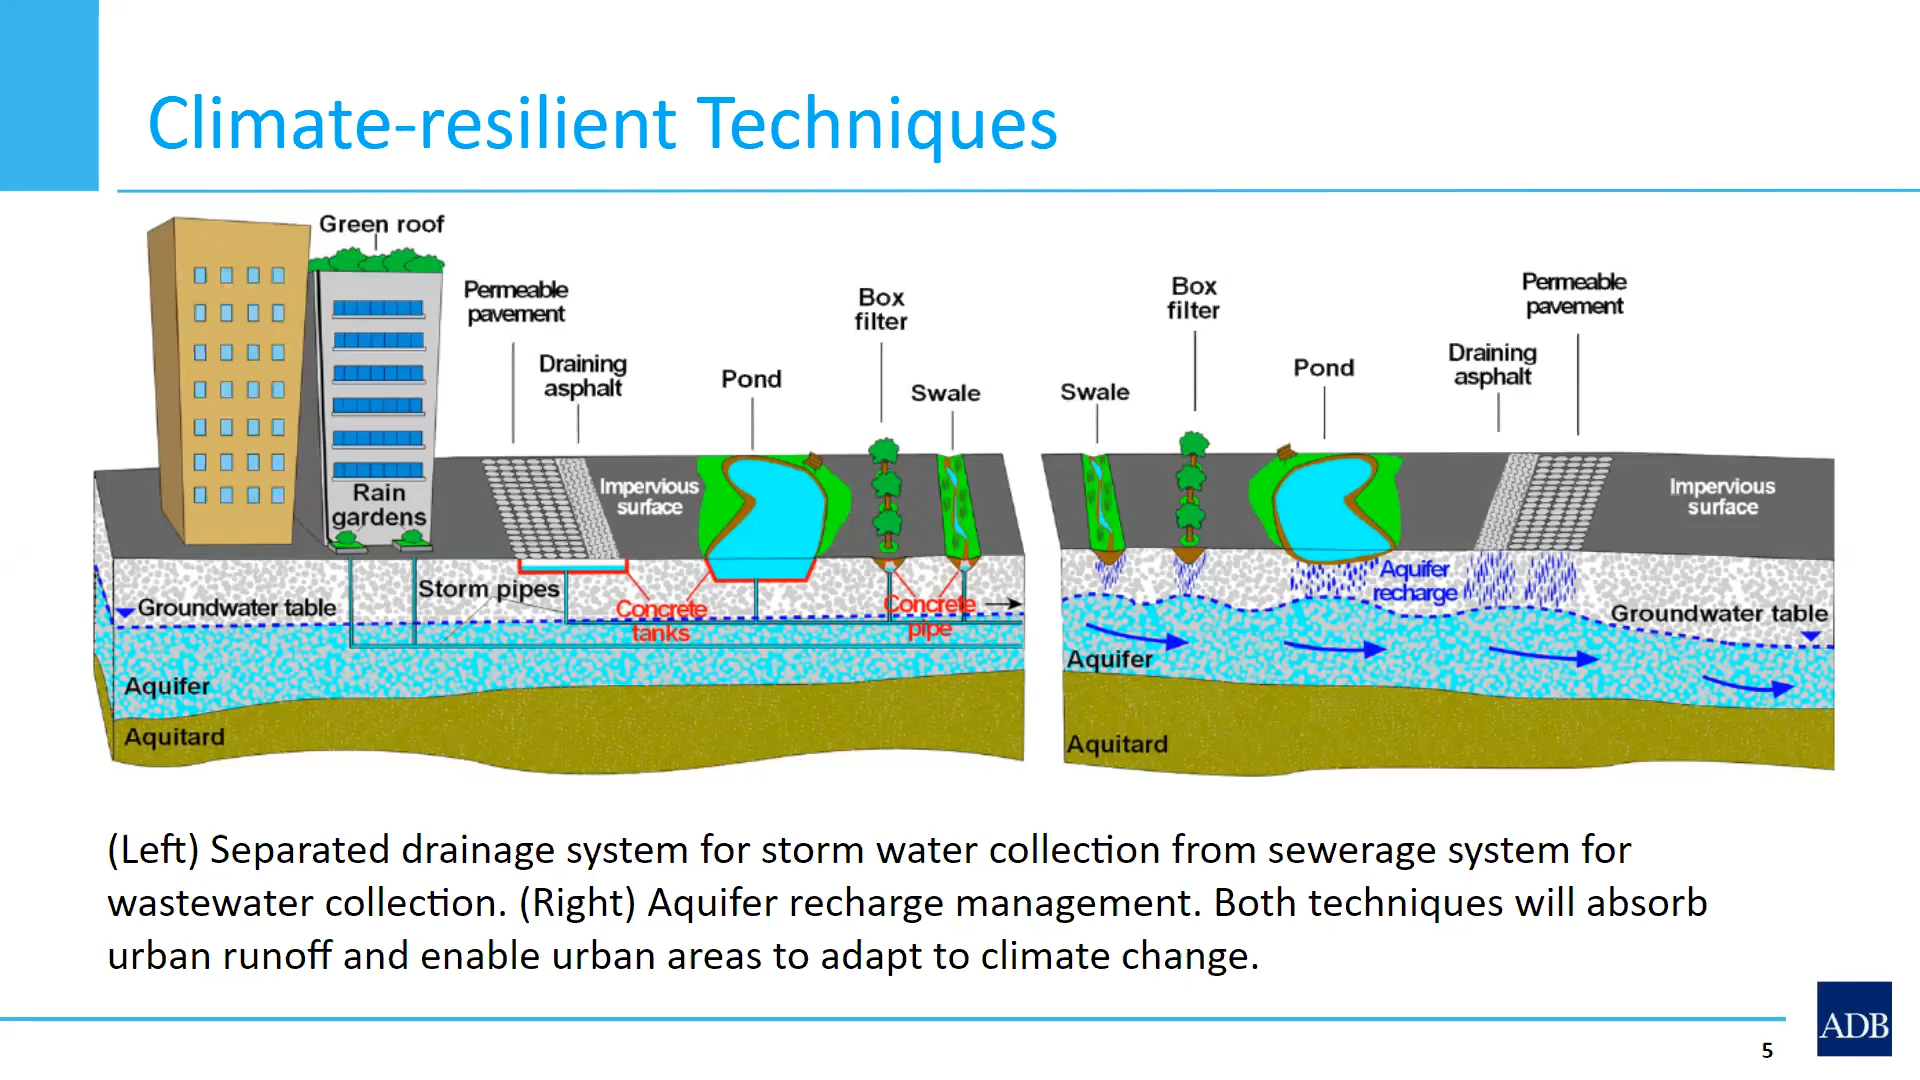 Climate-resilient Techniques
Green roof
Permeable
pavement
Draining
asphalt
Pond
Box
filter
Swale
Rain
gardens
Impervious
surface
Storm pipes
Concrete
tanks
Concrete
pipe
Groundwater table
Aquifer
Aquitard
Swale
Box
filter
Pond
Draining
asphalt
Permeable
pavement
Impervious
surface
Aquifer
recharge
Groundwater table
Aquifer
Aquitard
(Left) Separated drainage system for storm water collection from sewerage system for
wastewater collection. (Right) Aquifer recharge management. Both techniques will absorb
urban runoff and enable urban areas to adapt to climate change.
ADB
5